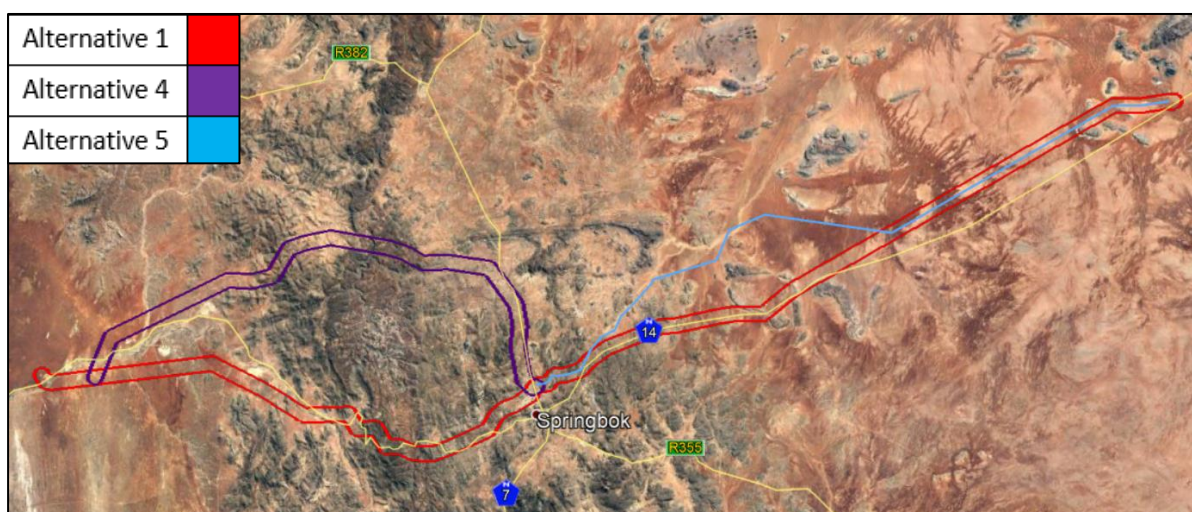 Alternative 1
Alternative 4
Alternative 5
R382
N
14
Springbok
R355
N
7